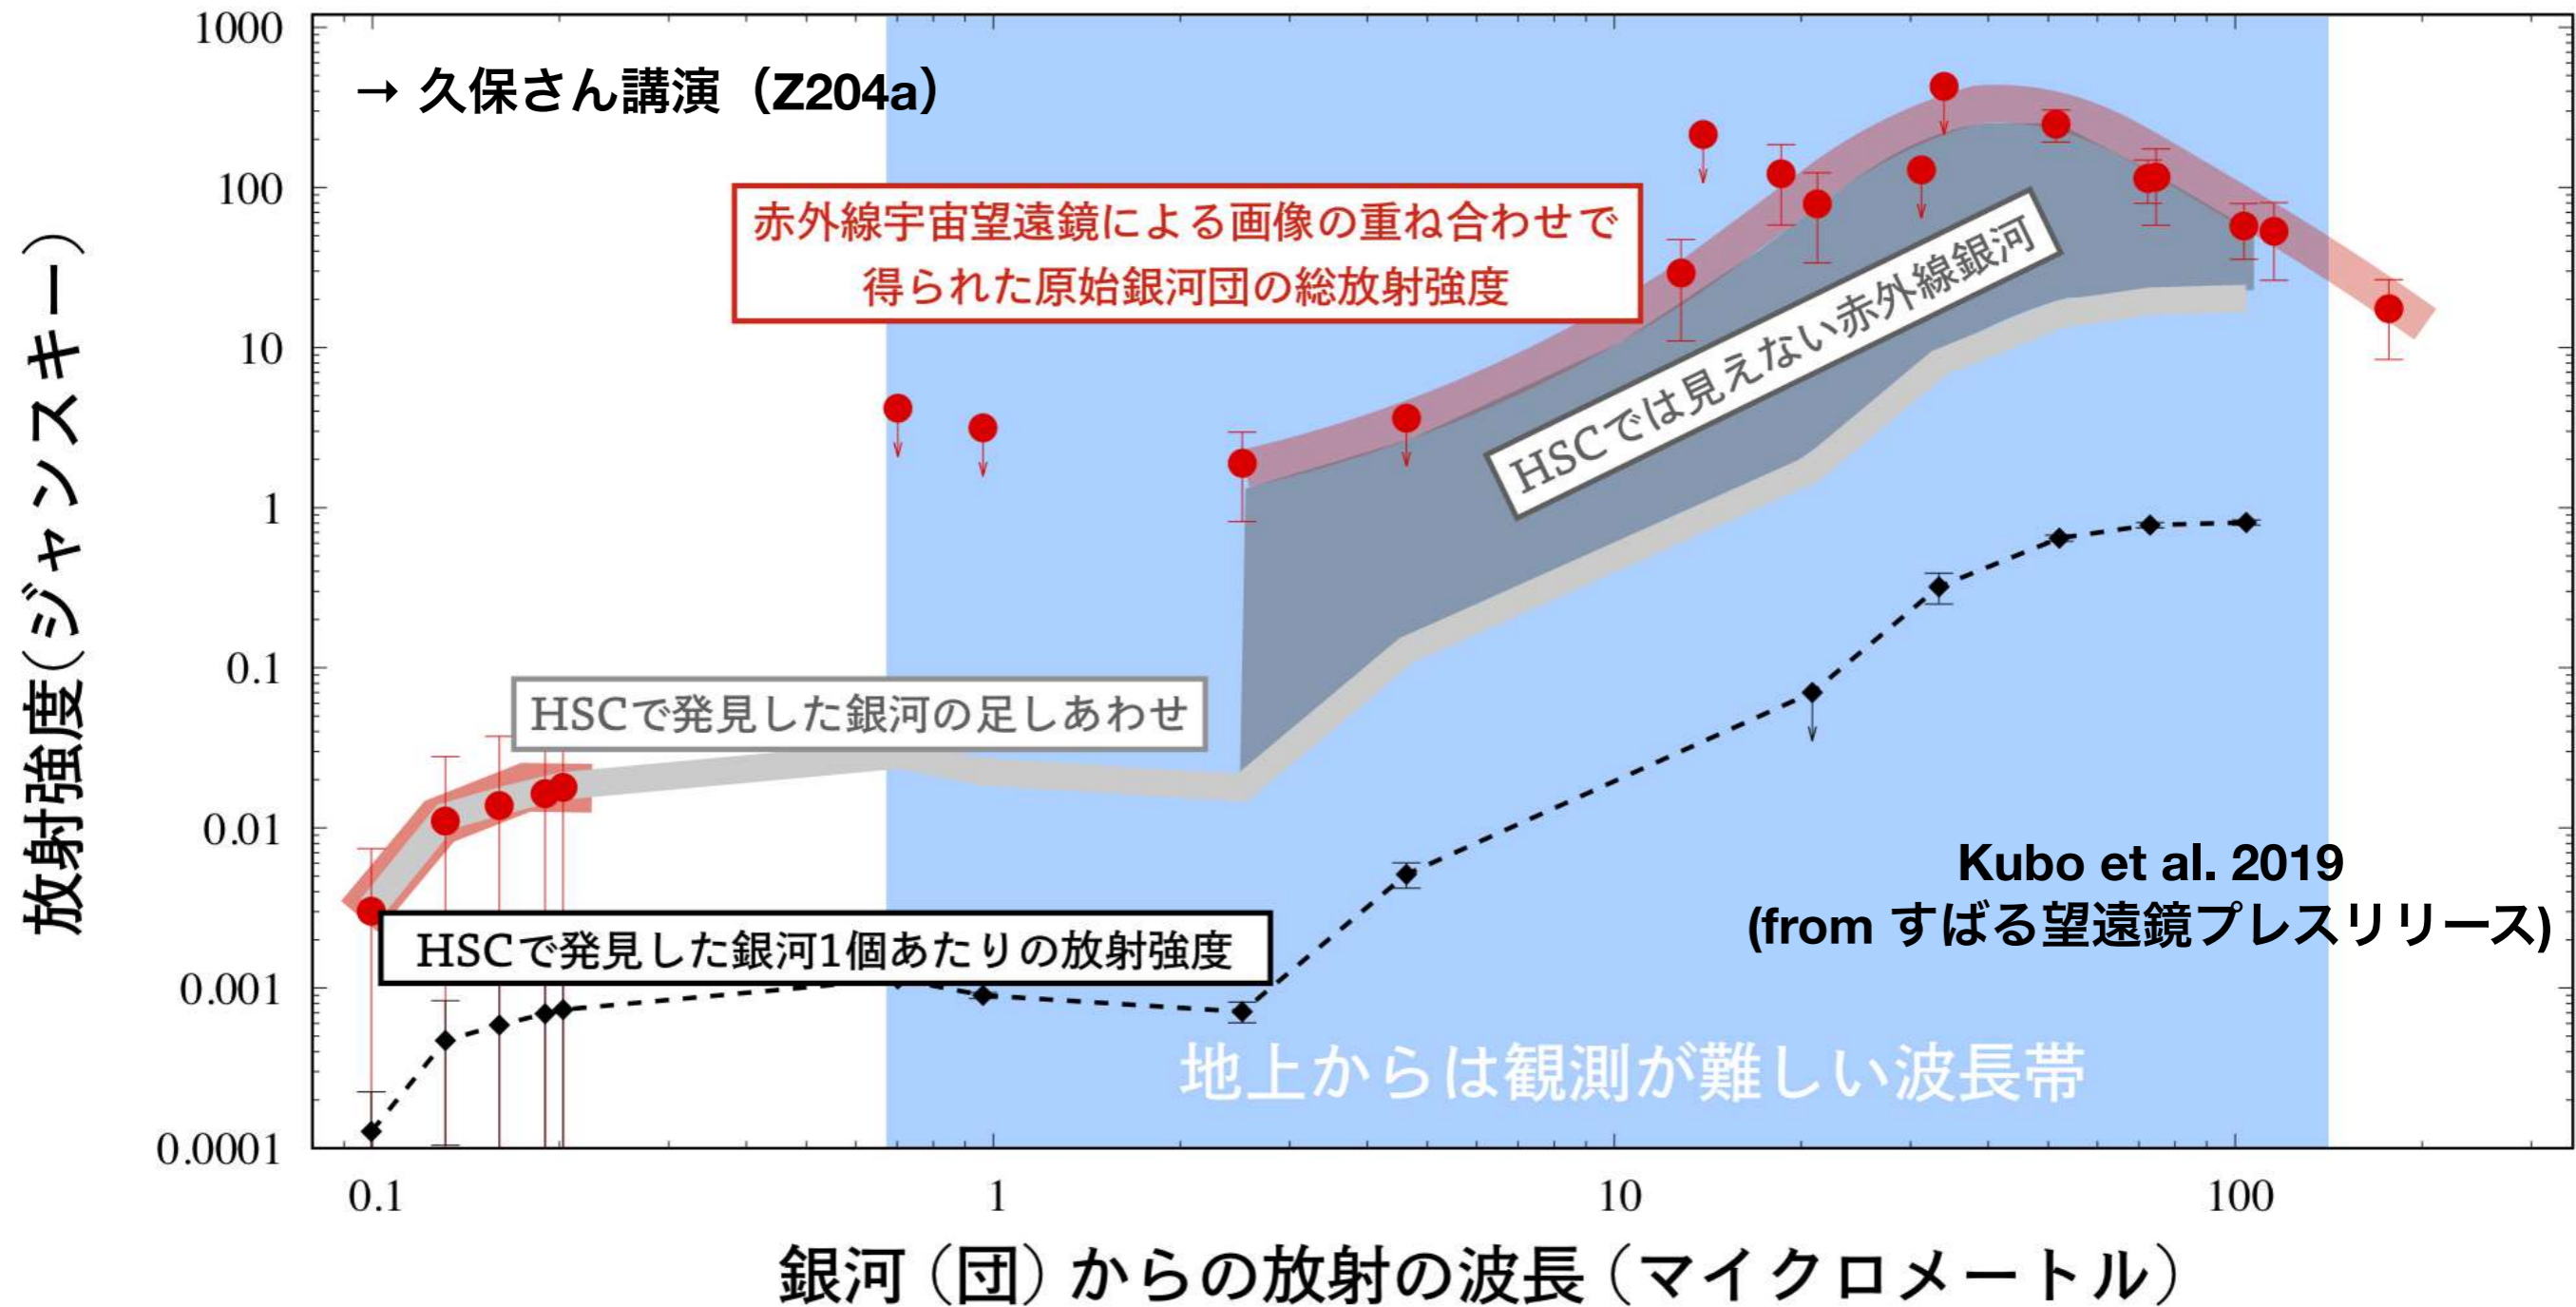 1000
100
10
1
0.1
0.01
0.001
0.0001
放射強度(ジャンスキー)
→ 久保さん講演（Z204a）
赤外線宇宙望遠鏡による画像の重ね合わせで
得られた原始銀河団の総放射強度
HSCでは見えない赤外線銀河
HSCで発見した銀河の足しあわせ
HSCで発見した銀河1個あたりの放射強度
Kubo et al. 2019
(from すばる望遠鏡プレスリリース)
地上からは観測が難しい波長帯
0.1
1
10
100
銀河（団）からの放射の波長（マイクロメートル）